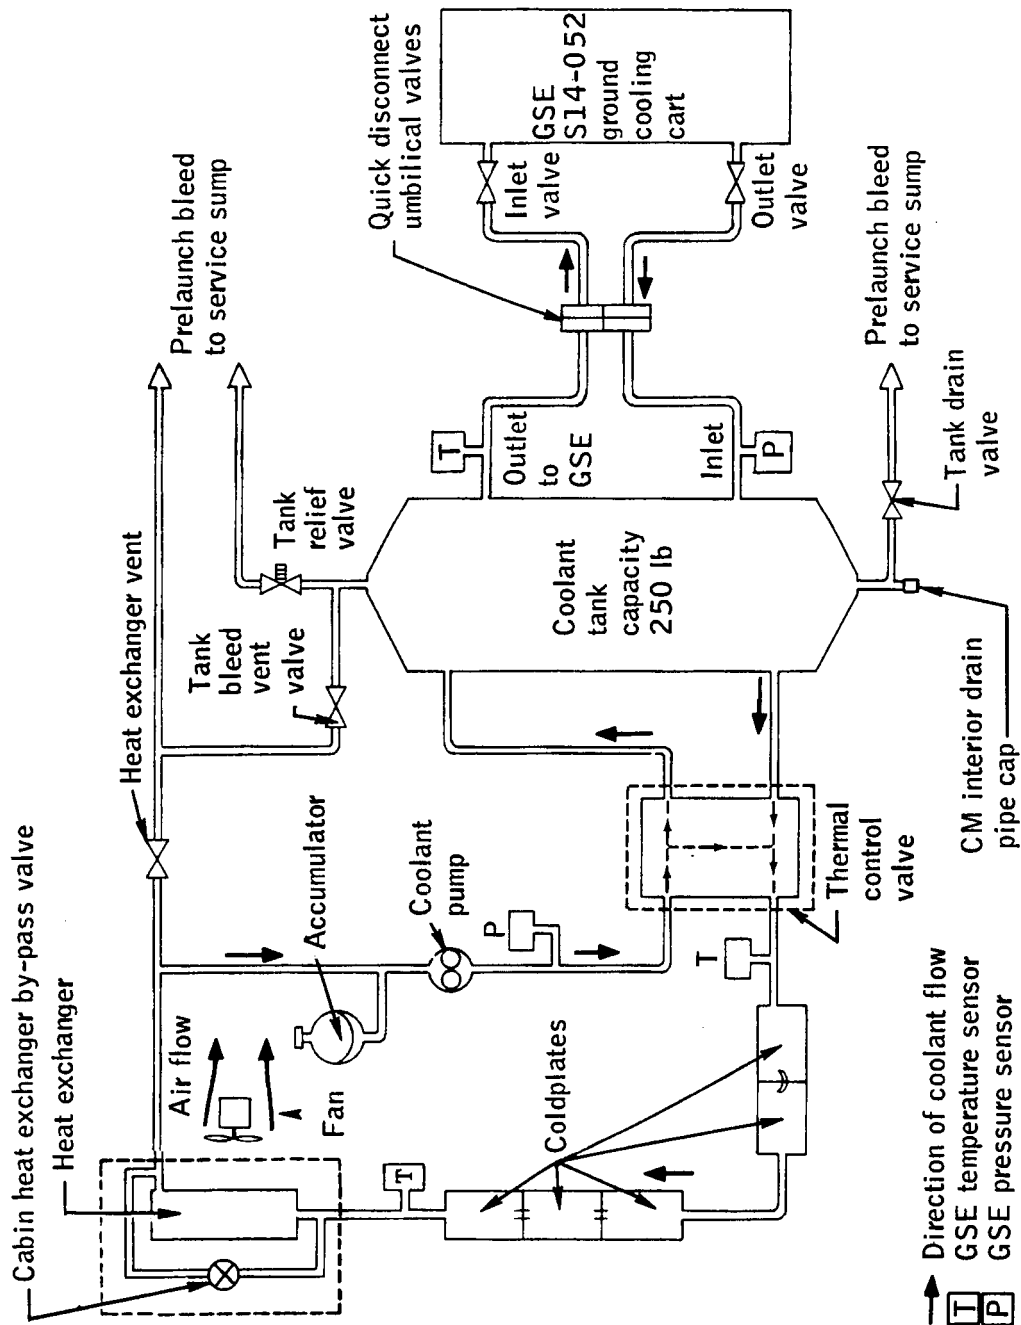 Cabin heat exchanger by-pass valve
Heat exchanger
Air flow
Fan
Accumulator
Heat exchanger vent
Coolant
pump
P
Tank
bleed
vent
valve
Tank
relief
valve
Prelaunch bleed
to service sump
Quick disconnect
umbilical valves
Inlet
valve
GSE
S14-052
ground
cooling
cart
Outlet
valve
T
Outlet
to
GSE
Inlet
P
Coolant
tank
capacity
250 lb
T
Coldplates
T
Thermal
control
valve
Prelaunch bleed
to service sump
Tank drain
valve
CM interior drain
pipe cap
Direction of coolant flow
T GSE temperature sensor
P GSE pressure sensor